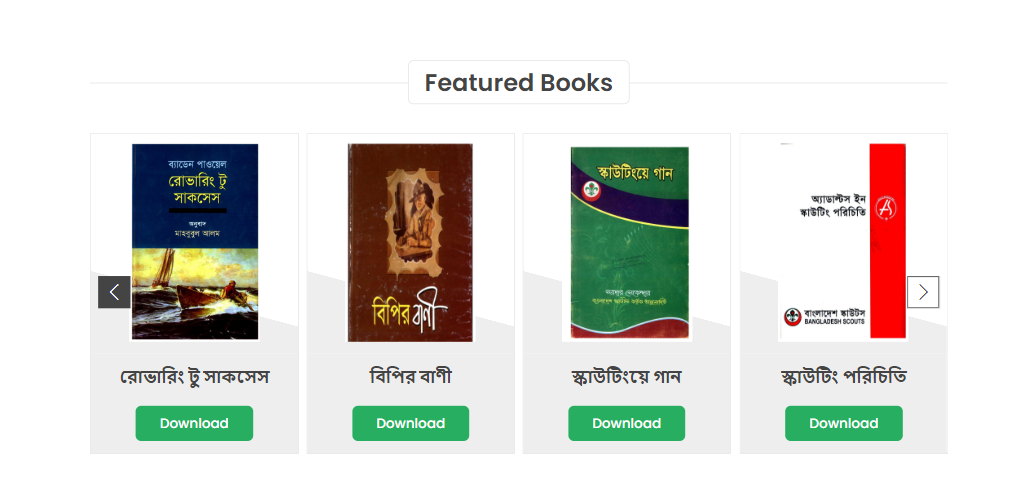 Featured Books
ব্যাডেন পাওয়েল
রোভারিং টু
সাকসেস
অনুবাদ
মাহবুবুল আলম
বিপির বাণী
স্কাউটিংয়ে গান
অ্যাডাল্টস ইন
স্কাউটিং পরিচিতি
বাংলাদেশ স্কাউটস
BANGLADESH SCOUTS
রোভারিং টু সাকসেস
বিপির বাণী
স্কাউটিংয়ে গান
স্কাউটিং পরিচিতি
Download
Download
Download
Download